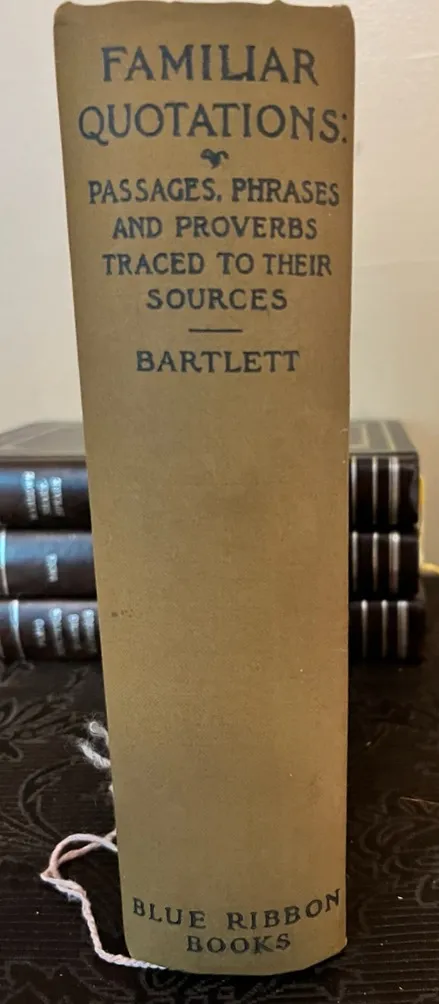 FAMILIAR
QUOTATIONS:
PASSAGES, PHRASES
AND PROVERBS
TRACED TO THEIR
SOURCES
BARTLETT
BLUE RIBBON
BOOKS